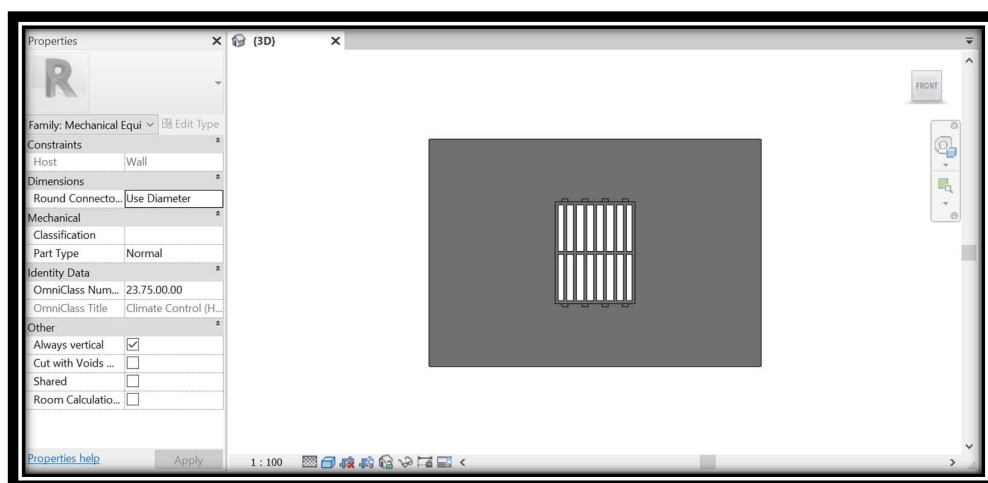 Properties
{3D}
R
FRONT
Family: Mechanical Equi
Edit Type
Constraints
Host Wall
Dimensions
Round Connecto... Use Diameter
Mechanical
Classification
Part Type Normal
Identity Data
OmniClass Num... 23.75.00.00
OmniClass Title Climate Control (H...
Other
Always vertical
Cut with Voids ...
Shared
Room Calculatio...
Properties help
Apply
1 : 100